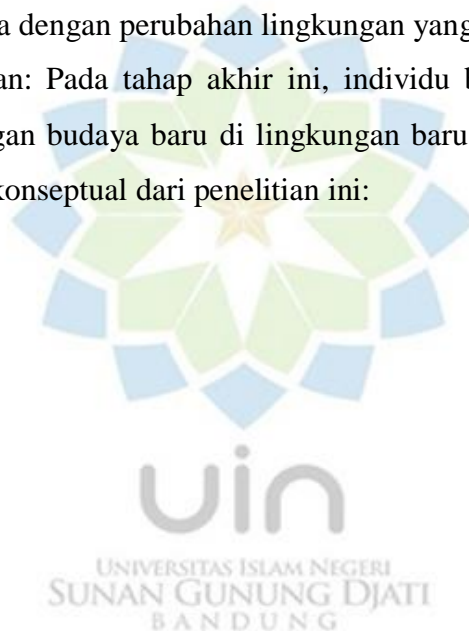 a dengan perubahan lingkungan yang
an: Pada tahap akhir ini, individu b
gan budaya baru di lingkungan baru
konseptual dari penelitian ini:
uin
UNIVERSITAS ISLAM NEGERI
SUNAN GUNUNG DJATI
BANDUNG